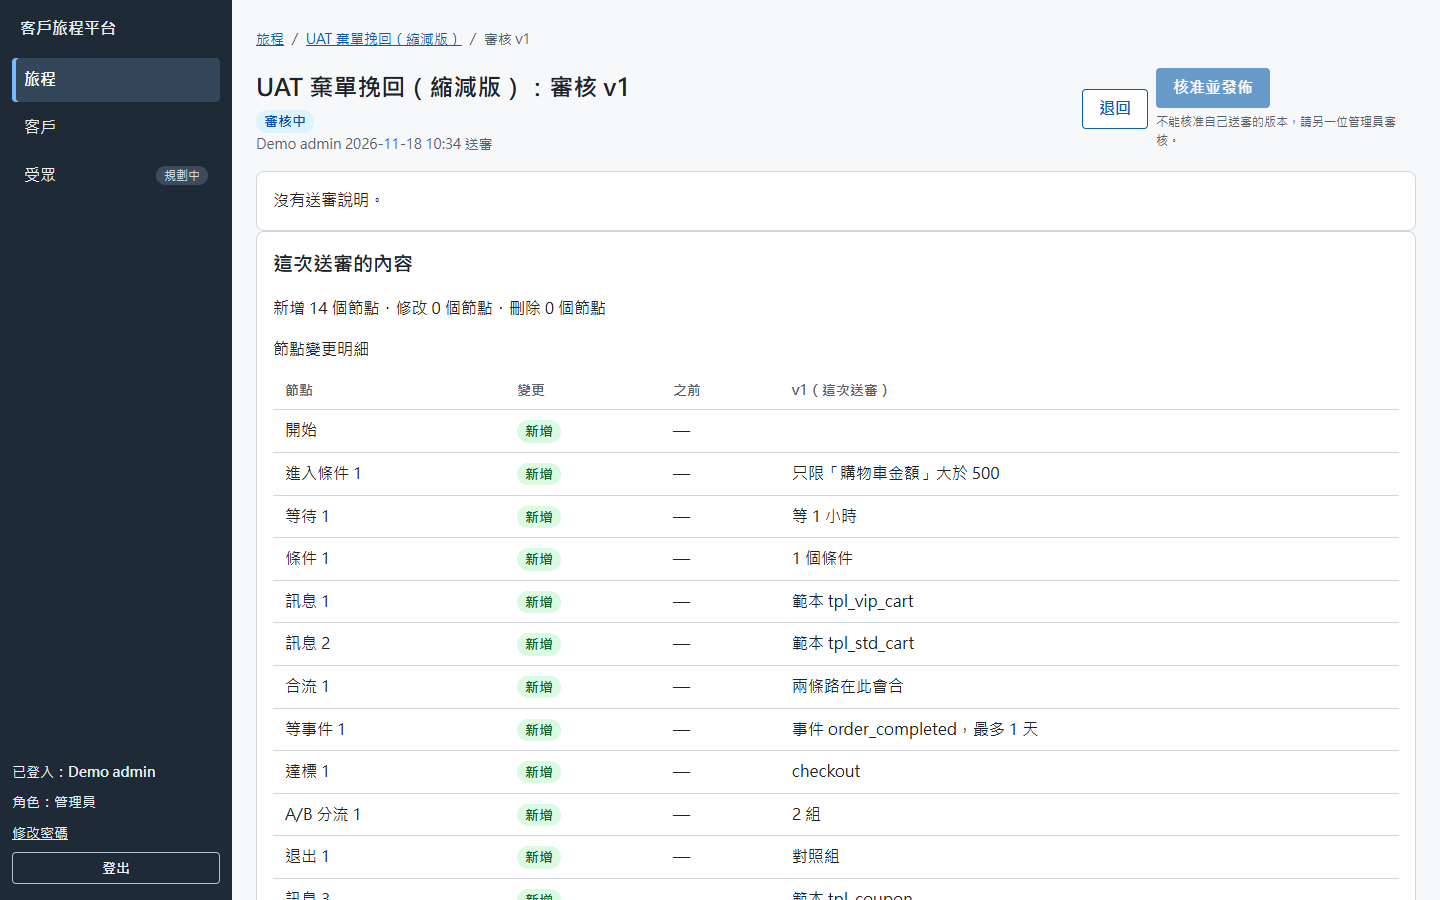 客戶旅程平台
旅程
客戶
受眾 規劃中
已登入：Demo admin
角色：管理員
修改密碼
登出
旅程 / UAT 棄單挽回（縮減版） / 審核 v1
UAT 棄單挽回（縮減版）：審核 v1
審核中
Demo admin 2026-11-18 10:34 送審
退回
核准並發佈
不能核准自己送審的版本，請另一位管理員審
核。
沒有送審說明。
這次送審的內容
新增 14 個節點 · 修改 0 個節點 · 刪除 0 個節點
節點變更明細
節點 變更 之前 v1（這次送審）
開始 新增 —
進入條件 1 新增 — 只限「購物車金額」大於 500
等待 1 新增 — 等 1 小時
條件 1 新增 — 1 個條件
訊息 1 新增 — 範本 tpl_vip_cart
訊息 2 新增 — 範本 tpl_std_cart
合流 1 新增 — 兩條路在此會合
等事件 1 新增 — 事件 order_completed，最多 1 天
達標 1 新增 — checkout
A/B 分流 1 新增 — 2 組
退出 1 新增 — 對照組
訊息 3 新增 範本 tpl_coupon